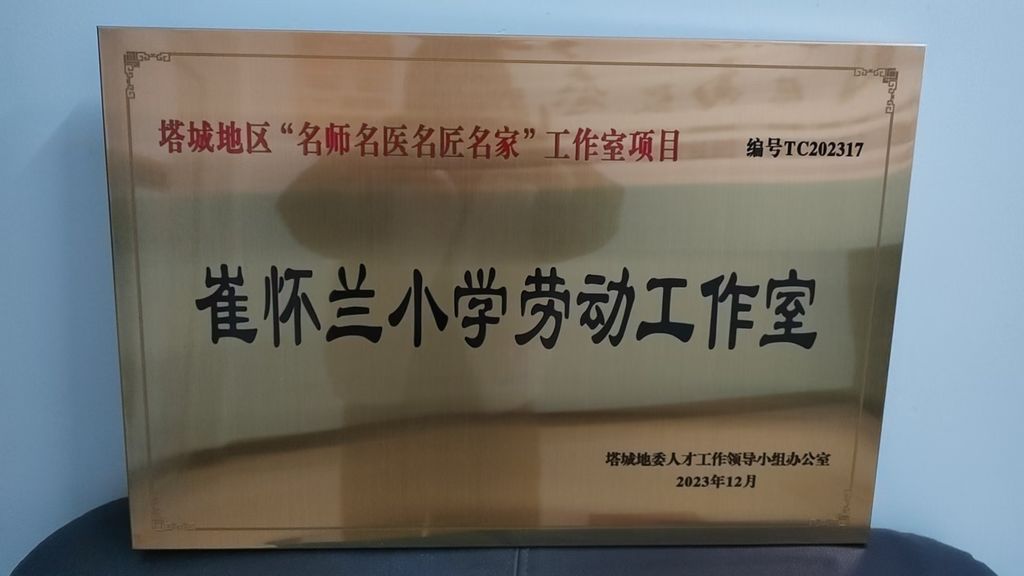 塔城地区“名师名医名匠名家”工作室项目 编号TC202317
崔怀兰小学劳动工作室
塔城地委人才工作领导小组办公室
2023年12月